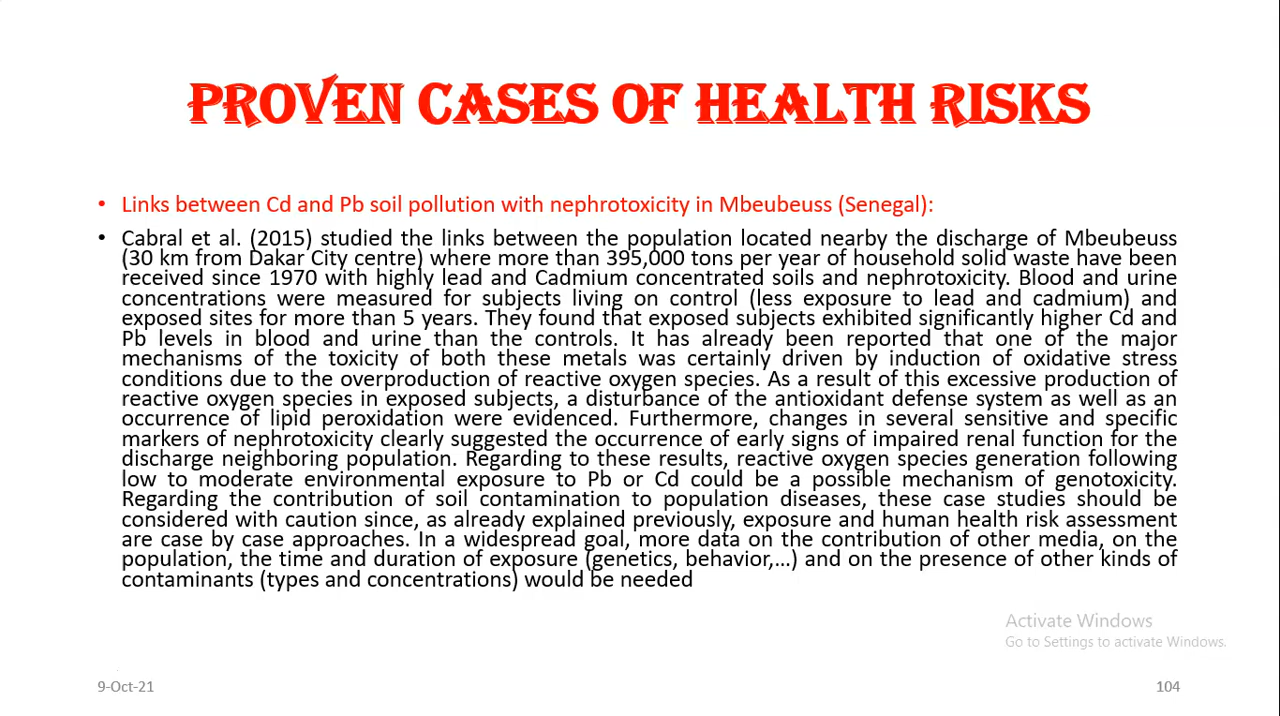 PROVEN CASES OF HEALTH RISKS
• Links between Cd and Pb soil pollution with nephrotoxicity in Mbeubeuss (Senegal):
• Cabral et al. (2015) studied the links between the population located nearby the discharge of Mbeubeuss
(30 km from Dakar City centre) where more than 395,000 tons per year of household solid waste have been
received since 1970 with highly lead and Cadmium concentrated soils and nephrotoxicity. Blood and urine
concentrations were measured for subjects living on control (less exposure to lead and cadmium) and
exposed sites for more than 5 years. They found that exposed subjects exhibited significantly higher Cd and
Pb levels in blood and urine than the controls. It has already been reported that one of the major
mechanisms of the toxicity of both these metals was certainly driven by induction of oxidative stress
conditions due to the overproduction of reactive oxygen species. As a result of this excessive production of
reactive oxygen species in exposed subjects, a disturbance of the antioxidant defense system as well as an
occurrence of lipid peroxidation were evidenced. Furthermore, changes in several sensitive and specific
markers of nephrotoxicity clearly suggested the occurrence of early signs of impaired renal function for the
discharge neighboring population. Regarding to these results, reactive oxygen species generation following
low to moderate environmental exposure to Pb or Cd could be a possible mechanism of genotoxicity.
Regarding the contribution of soil contamination to population diseases, these case studies should be
considered with caution since, as already explained previously, exposure and human health risk assessment
are case by case approaches. In a widespread goal, more data on the contribution of other media, on the
population, the time and duration of exposure (genetics, behavior,...) and on the presence of other kinds of
contaminants (types and concentrations) would be needed
Activate Windows
Go to Settings to activate Windows.
9-Oct-21
104